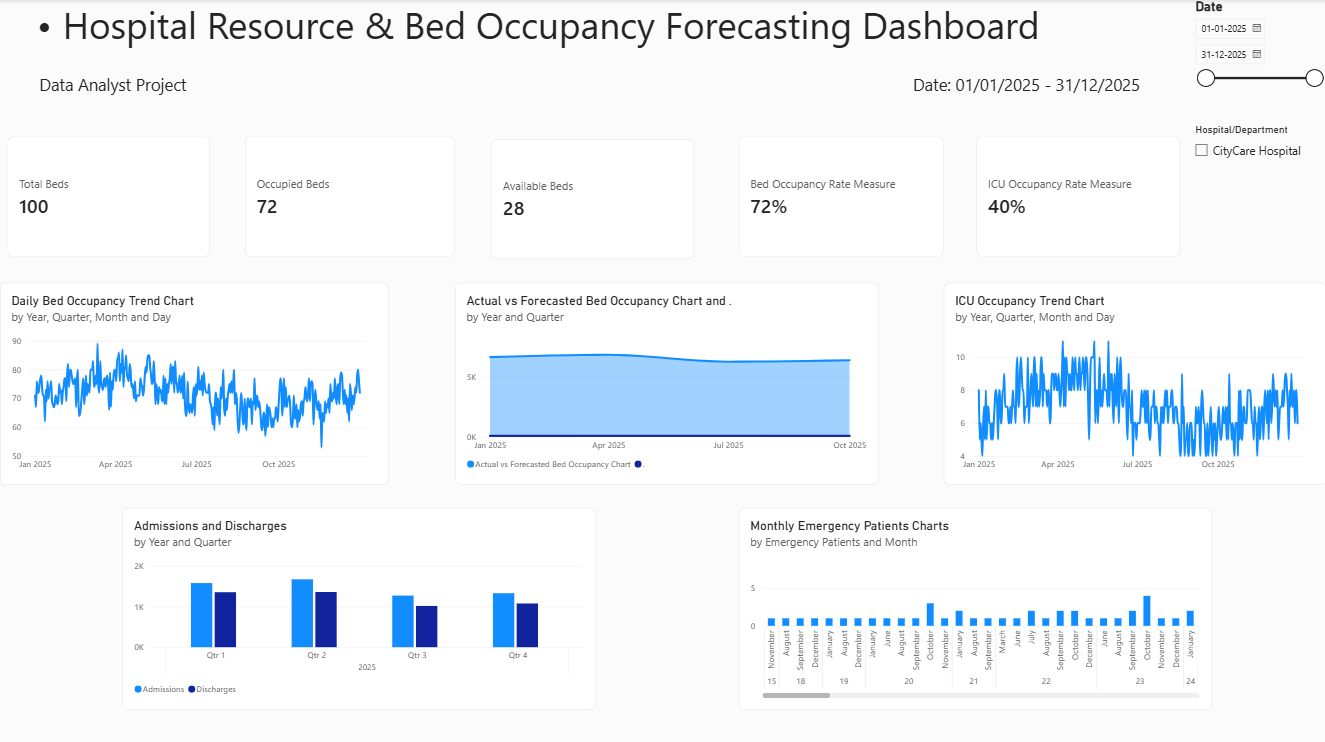 • Hospital Resource & Bed Occupancy Forecasting Dashboard
Date
01-01-2025
31-12-2025
Data Analyst Project
Date: 01/01/2025 - 31/12/2025
Hospital/Department
CityCare Hospital
Total Beds
100
Occupied Beds
72
Available Beds
28
Bed Occupancy Rate Measure
72%
ICU Occupancy Rate Measure
40%
Daily Bed Occupancy Trend Chart
by Year, Quarter, Month and Day
90
80
70
60
50
Jan 2025 Apr 2025 Jul 2025 Oct 2025
Actual vs Forecasted Bed Occupancy Chart and .
by Year and Quarter
5K
0K
Jan 2025 Apr 2025 Jul 2025 Oct 2025
Actual vs Forecasted Bed Occupancy Chart .
ICU Occupancy Trend Chart
by Year, Quarter, Month and Day
10
8
6
4
Jan 2025 Apr 2025 Jul 2025 Oct 2025
Admissions and Discharges
by Year and Quarter
2K
1K
0K
Qtr 1 Qtr 2 Qtr 3 Qtr 4
2025
Admissions Discharges
Monthly Emergency Patients Charts
by Emergency Patients and Month
5
0
November August September December January August December January June August September October November January August September March June July August September October December June August September October November December January
15 18 19 20 21 22 23 24